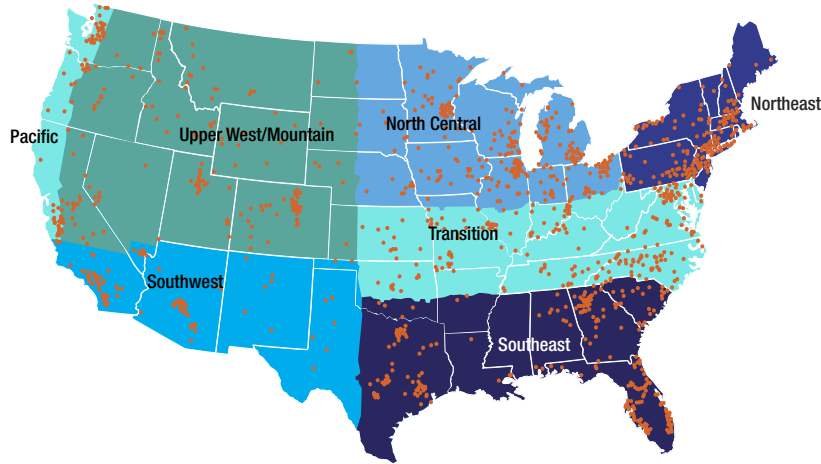 Northeast
North Central
Pacific
Upper West/Mountain
Transition
Southwest
Southeast